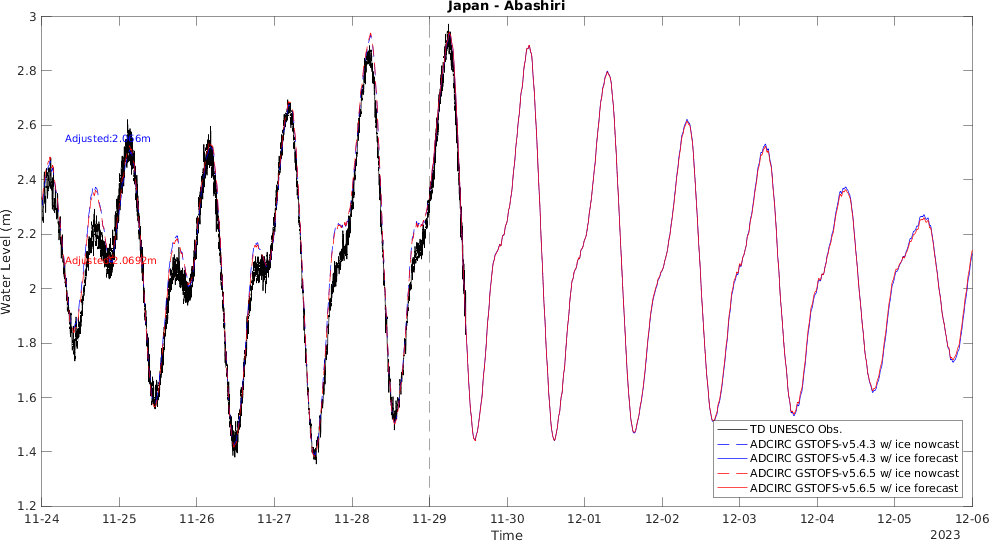 Japan - Abashiri
Water Level (m)
3
2.8
2.6
2.4
2.2
2
1.8
1.6
1.4
1.2
TD UNESCO Obs.
ADCIRC GSTOFS-v5.4.3 w/ ice nowcast
ADCIRC GSTOFS-v5.4.3 w/ ice forecast
ADCIRC GSTOFS-v5.6.5 w/ ice nowcast
ADCIRC GSTOFS-v5.6.5 w/ ice forecast
11-24 11-25 11-26 11-27 11-28 11-29 11-30 12-01 12-02 12-03 12-04 12-05 12-06
Time
2023